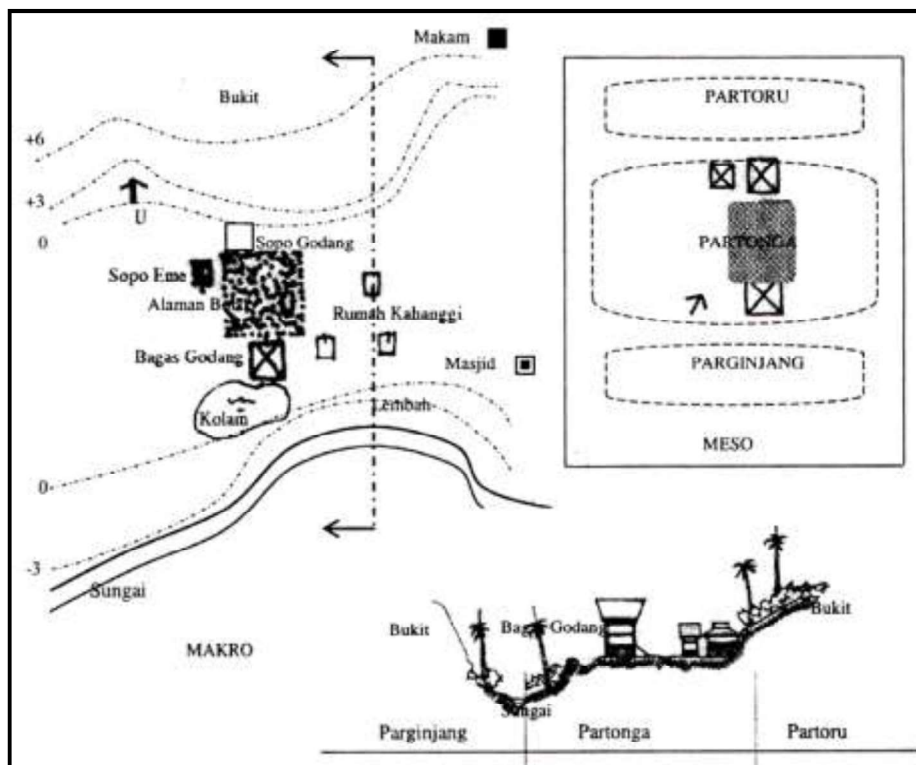 Makam
Bukit
+6
+3
U
0
Sopo Godang
Sopo Eme
Alaman Bolak
Rumah Kahanggi
Bagas Godang
Masjid
Kolam
Lembah
0
-3
Sungai
MAKRO
PARTORU
PARTONGA
PARGINJANG
MESO
Bukit
Bagas Godang
Bukit
Sungai
Parginjang
Partonga
Partoru